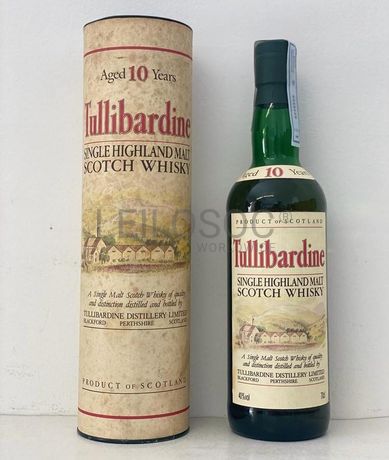 Aged 10 Years
Tullibardine
SINGLE HIGHLAND MALT
SCOTCH WHISKY
A Single Malt Scotch Whisky of quality
and distinction distilled and bottled by
TULLIBARDINE DISTILLERY LIMITED
BLACKFORD PERTHSHIRE SCOTLAND
PRODUCT OF SCOTLAND
PRODUCT OF SCOTLAND
Aged 10 Years
Tullibardine
SINGLE HIGHLAND MALT
SCOTCH WHISKY
A Single Malt Scotch Whisky of quality
and distinction distilled and bottled by
TULLIBARDINE DISTILLERY LIMITED
BLACKFORD PERTHSHIRE SCOTLAND
40%vol 70cl
LEILOSOC (R)
WORLDWIDE